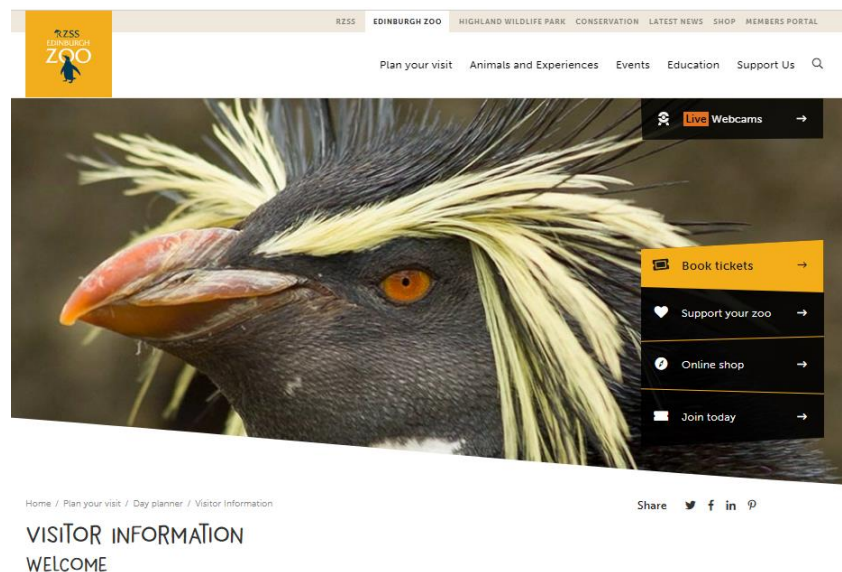 RZSS EDINBURGH ZOO HIGHLAND WILDLIFE PARK CONSERVATION LATEST NEWS SHOP MEMBERS PORTAL
RZSS
EDINBURGH
ZOO
Plan your visit Animals and Experiences Events Education Support Us
Live Webcams
Book tickets
Support your zoo
Online shop
Join today
Home / Plan your visit / Day planner / Visitor Information
Share
VISITOR INFORMATION
WELCOME